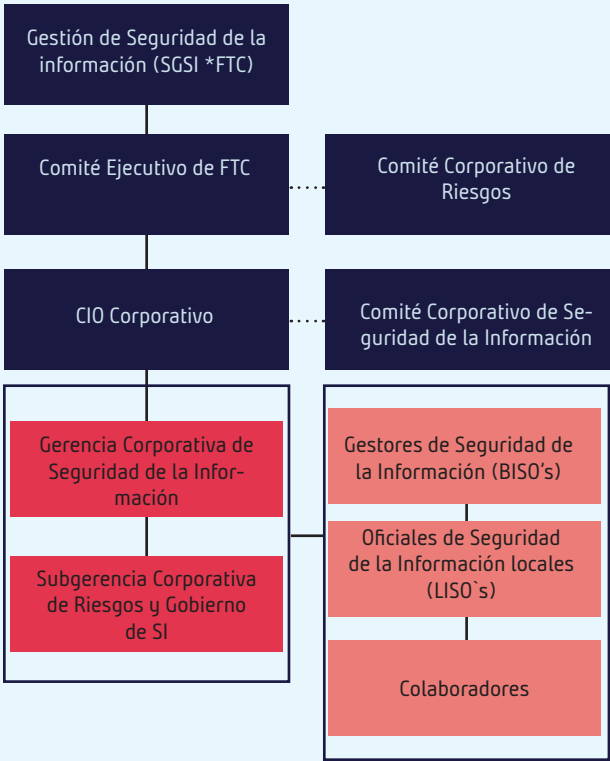 Gestión de Seguridad de la
información (SGSI *FTC)
Comité Ejecutivo de FTC
Comité Corporativo de
Riesgos
CIO Corporativo
Comité Corporativo de Se-
guridad de la Información
Gerencia Corporativa de
Seguridad de la Infor-
mación
Subgerencia Corporativa
de Riesgos y Gobierno
de SI
Gestores de Seguridad de
la Información (BISO's)
Oficiales de Seguridad
de la Información locales
(LISO`s)
Colaboradores